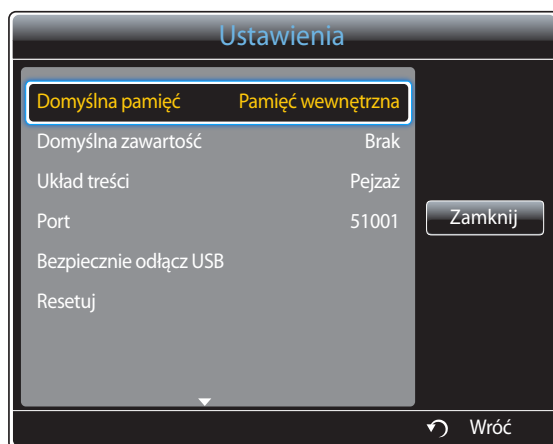 Ustawienia
Domyślna pamięć Pamięć wewnętrzna
Domyślna zawartość Brak
Układ treści Pejzaż
Port 51001
Zamknij
Bezpiecznie odłącz USB
Resetuj
Wróć